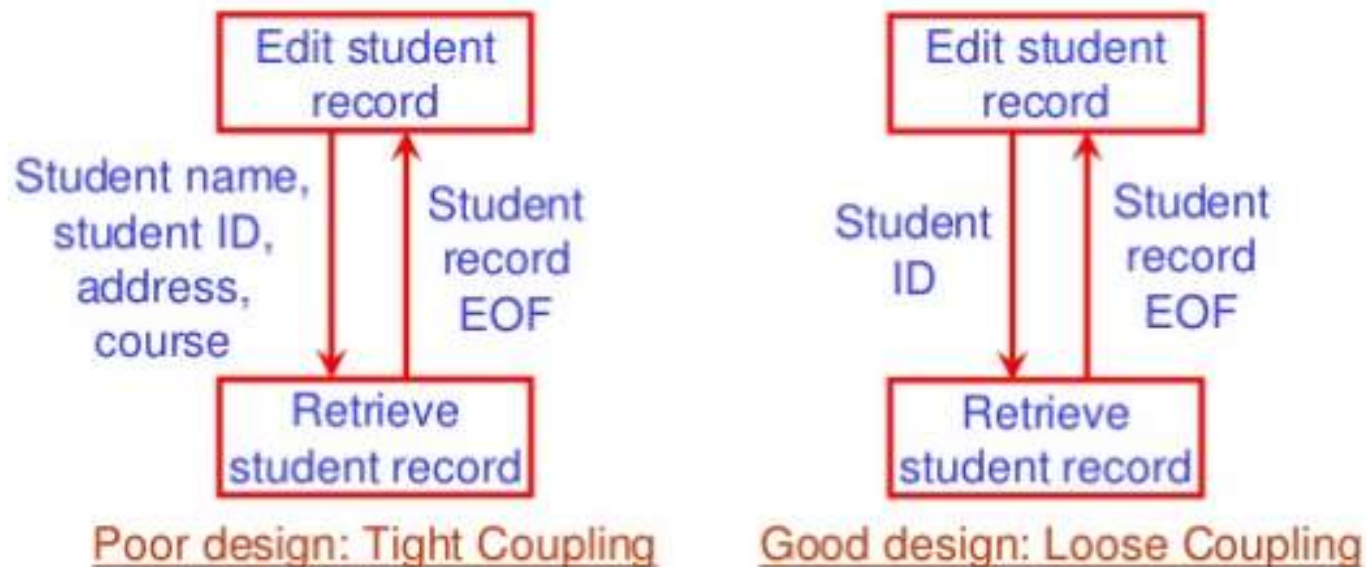 Edit student
record
Student name,
student ID,
address,
course
Student
record
EOF
Retrieve
student record
Poor design: Tight Coupling
Edit student
record
Student
ID
Student
record
EOF
Retrieve
student record
Good design: Loose Coupling